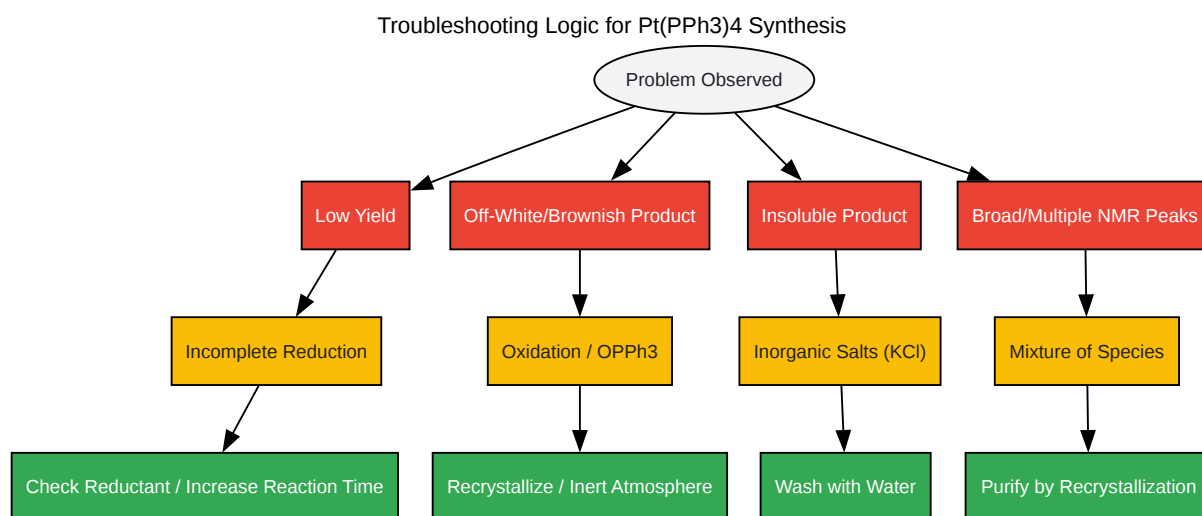 Troubleshooting Logic for Pt(PPh3)4 Synthesis
Problem Observed
Low Yield
Off-White/Brownish Product
Insoluble Product
Broad/Multiple NMR Peaks
Incomplete Reduction
Oxidation / OPPh3
Inorganic Salts (KCl)
Mixture of Species
Check Reductant / Increase Reaction Time
Recrystallize / Inert Atmosphere
Wash with Water
Purify by Recrystallization